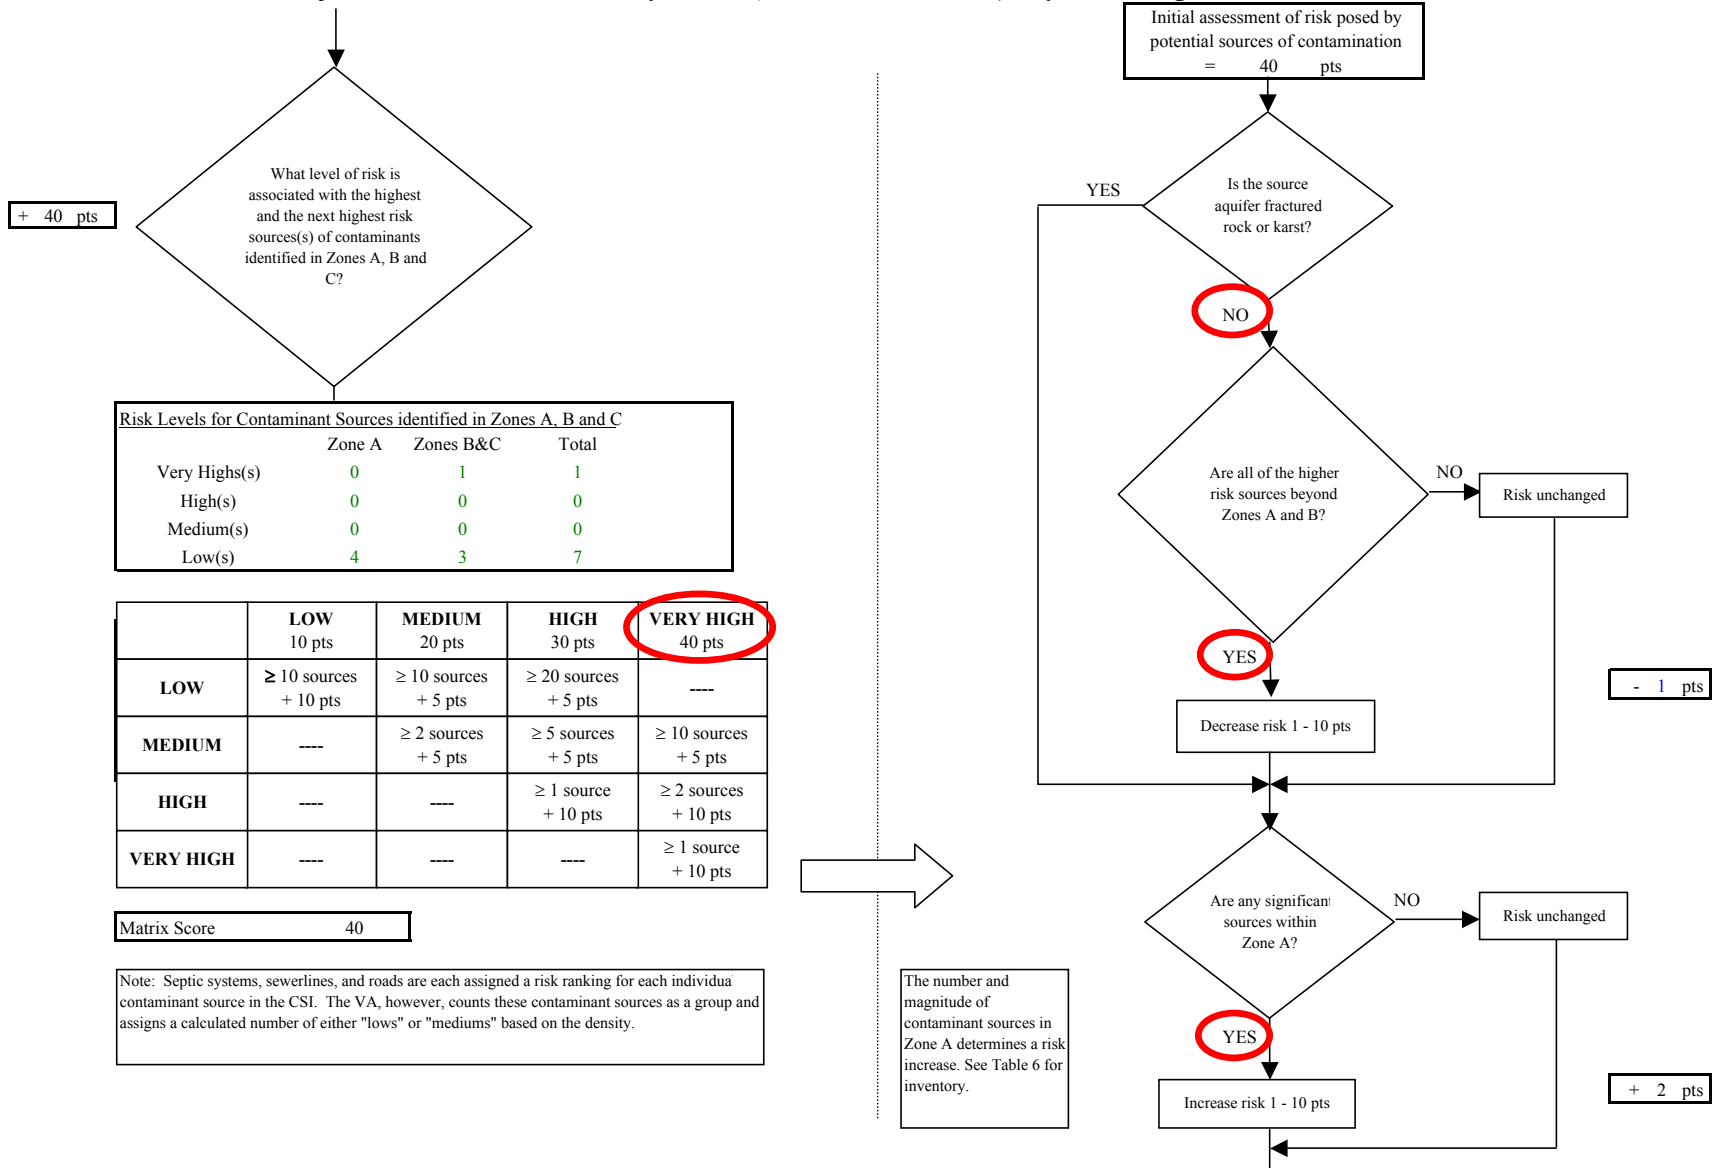 Initial assessment of risk posed by
potential sources of contamination
= 40 pts
What level of risk is
associated with the highest
and the next highest risk
sources(s) of contaminants
identified in Zones A, B and
C?
+ 40 pts
YES
Is the source
aquifer fractured
rock or karst?
NO
Risk Levels for Contaminant Sources identified in Zones A, B and C
Zone A Zones B&C Total
Very Highs(s) 0 1 1
High(s) 0 0 0
Medium(s) 0 0 0
Low(s) 4 3 7
Are all of the higher
risk sources beyond
Zones A and B?
NO
Risk unchanged
YES
Decrease risk 1 - 10 pts
- 1 pts
LOW MEDIUM HIGH VERY HIGH
10 pts 20 pts 30 pts 40 pts
LOW ≥ 10 sources ≥ 10 sources ≥ 20 sources ----
+ 10 pts + 5 pts + 5 pts
MEDIUM ---- ≥ 2 sources ≥ 5 sources ≥ 10 sources
+ 5 pts + 5 pts + 5 pts
HIGH ---- ---- ≥ 1 source ≥ 2 sources
+ 10 pts + 10 pts
VERY HIGH ---- ---- ---- ≥ 1 source
+ 10 pts
Matrix Score 40
Note: Septic systems, sewerlines, and roads are each assigned a risk ranking for each individua
contaminant source in the CSI. The VA, however, counts these contaminant sources as a group and
assigns a calculated number of either "lows" or "mediums" based on the density.
The number and
magnitude of
contaminant sources in
Zone A determines a risk
increase. See Table 6 for
inventory.
Are any significant
sources within
Zone A?
NO
Risk unchanged
YES
Increase risk 1 - 10 pts
+ 2 pts